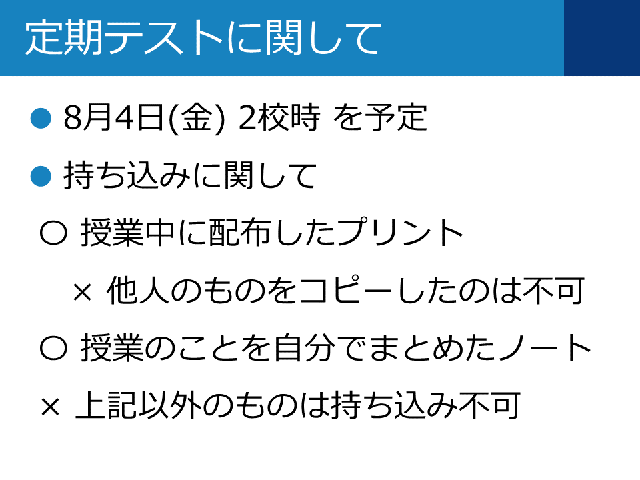 定期テストに関して
● 8月4日(金) 2校時 を予定
● 持ち込みに関して
〇 授業中に配布したプリント
× 他人のものをコピーしたのは不可
〇 授業のことを自分でまとめたノート
× 上記以外のものは持ち込み不可